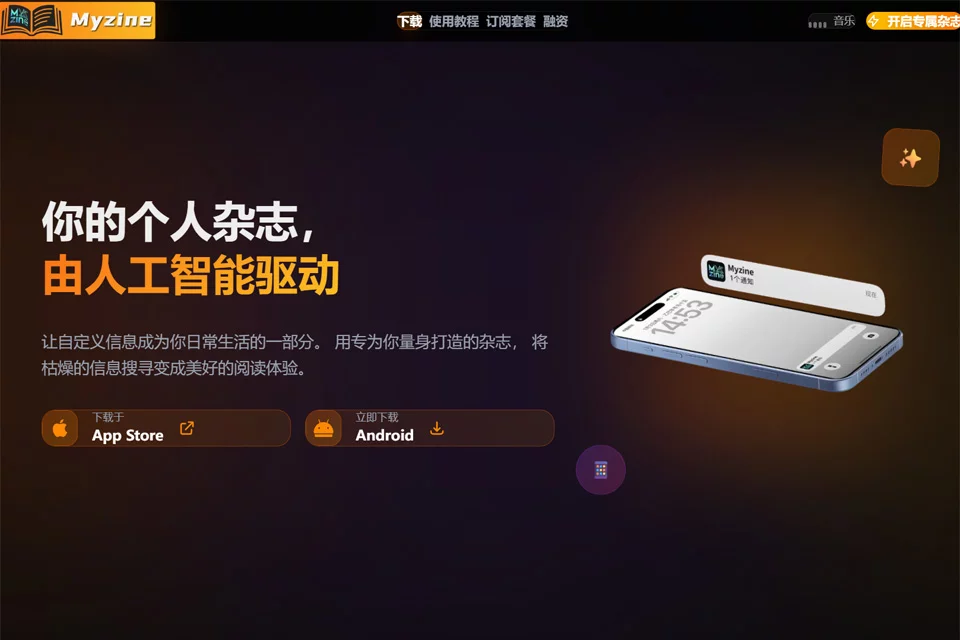 Myzine
下载 使用教程 订阅套餐 融资
音乐
开启专属杂志
你的个人杂志，
由人工智能驱动
让自定义信息成为你日常生活的一部分。 用专为你量身打造的杂志， 将
枯燥的信息搜寻变成美好的阅读体验。
下载于
App Store
立即下载
Android
Myzine
1个通知
现在
14:53